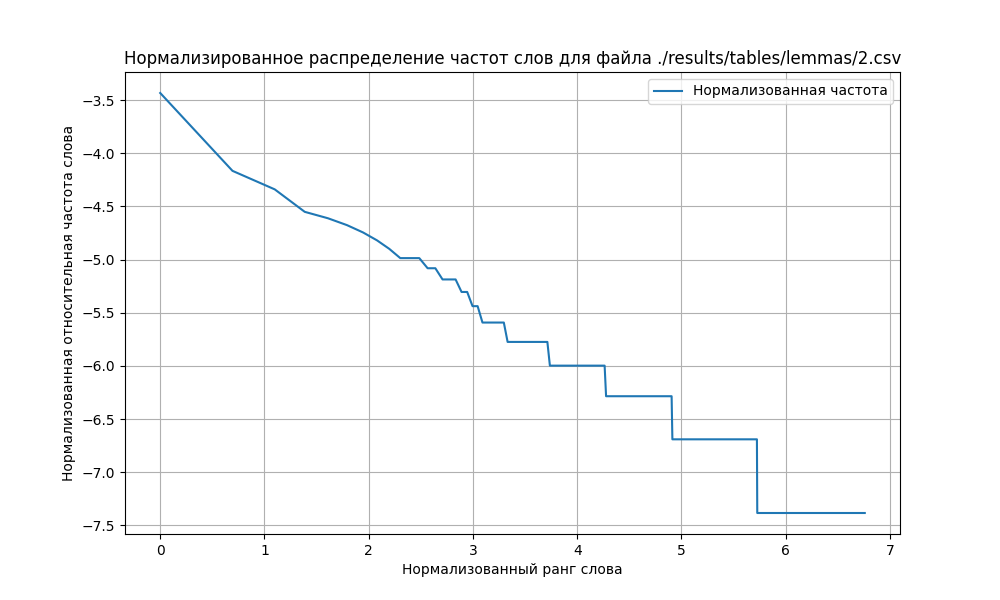 Нормализированное распределение частот слов для файла ./results/tables/lemmas/2.csv
Нормализованная частота
Нормализованная относительная частота слова
−3.5
−4.0
−4.5
−5.0
−5.5
−6.0
−6.5
−7.0
−7.5
0 1 2 3 4 5 6 7
Нормализованный ранг слова